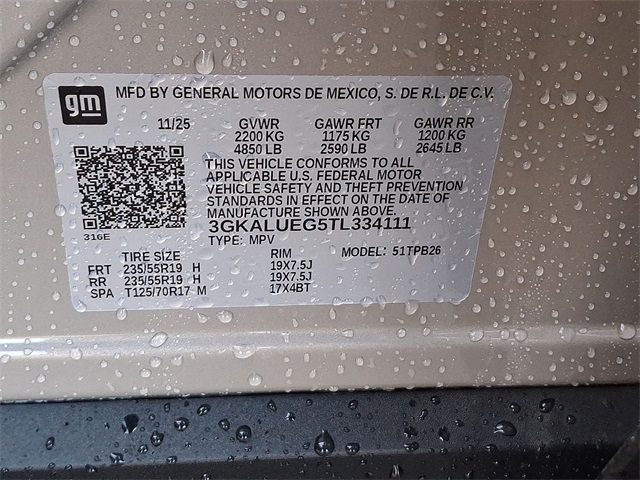 gm MFD BY GENERAL MOTORS DE MEXICO, S. DE R.L. DE C.V.
11/25 GVWR GAWR FRT GAWR RR
2200 KG 1175 KG 1200 KG
4850 LB 2590 LB 2645 LB
THIS VEHICLE CONFORMS TO ALL
APPLICABLE U.S. FEDERAL MOTOR
VEHICLE SAFETY AND THEFT PREVENTION
STANDARDS IN EFFECT ON THE DATE OF
MANUFACTURE SHOWN ABOVE.
3GKALUEG5TL334111
316E
TYPE: MPV MODEL: 51TPB26
TIRE SIZE RIM
FRT 235/55R19 H 19X7.5J
RR 235/55R19 H 19X7.5J
SPA T125/70R17 M 17X4BT